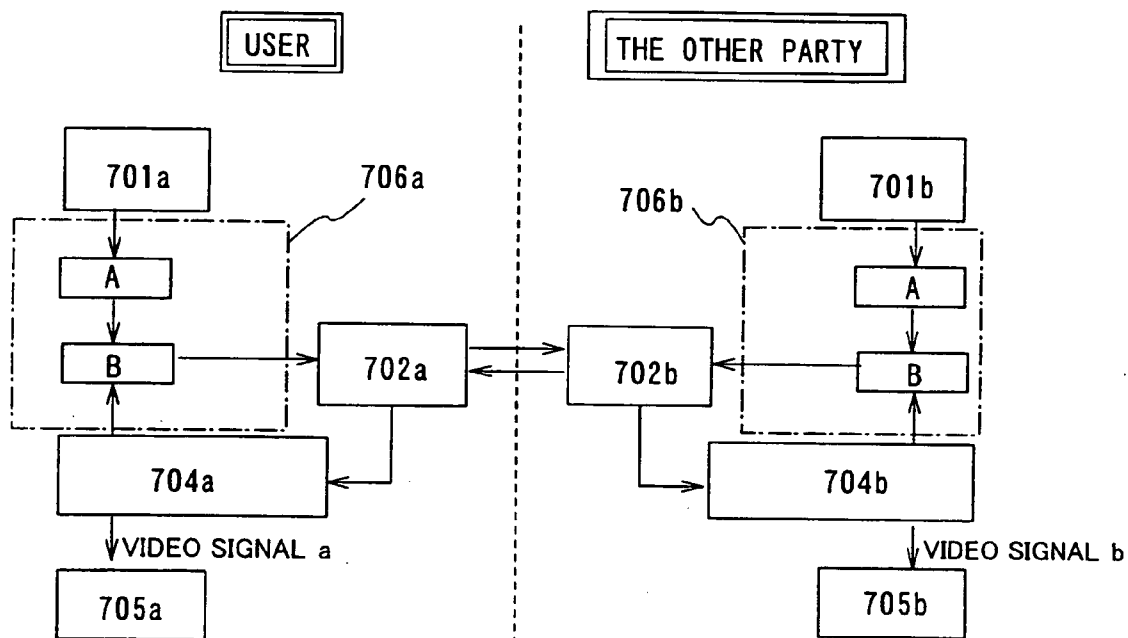 USER
THE OTHER PARTY
701a
706a
706b
701b
A
A
B
702a
702b
B
704a
704b
VIDEO SIGNAL a
VIDEO SIGNAL b
705a
705b